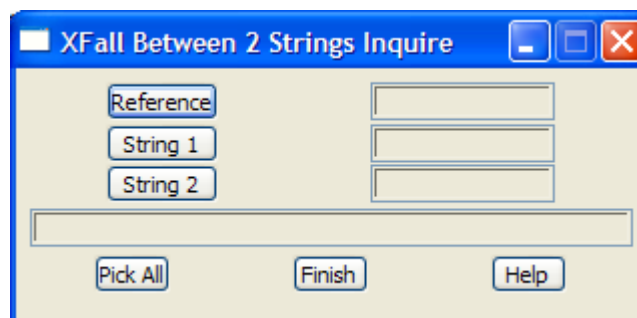 XFall Between 2 Strings Inquire
Reference
String 1
String 2
Pick All Finish Help